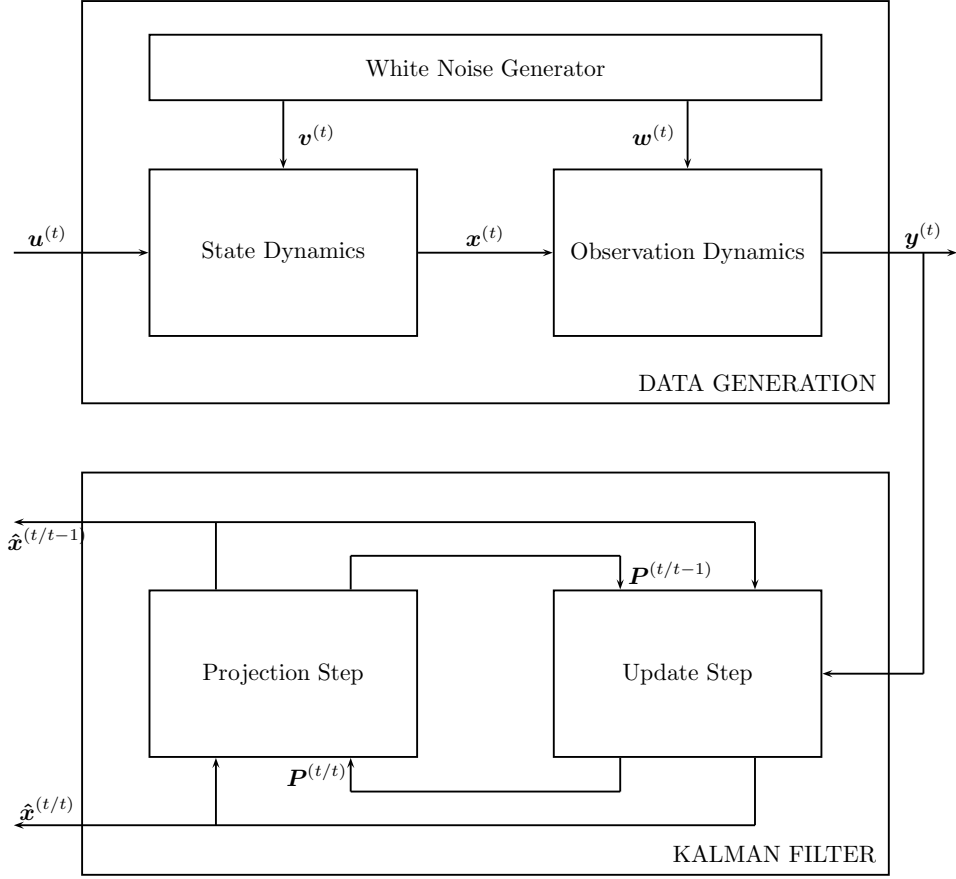 White Noise Generator
v^(t)
w^(t)
u^(t)
State Dynamics
x^(t)
Observation Dynamics
y^(t)
DATA GENERATION
x̂^(t/t−1)
P^(t/t−1)
Projection Step
Update Step
P^(t/t)
x̂^(t/t)
KALMAN FILTER